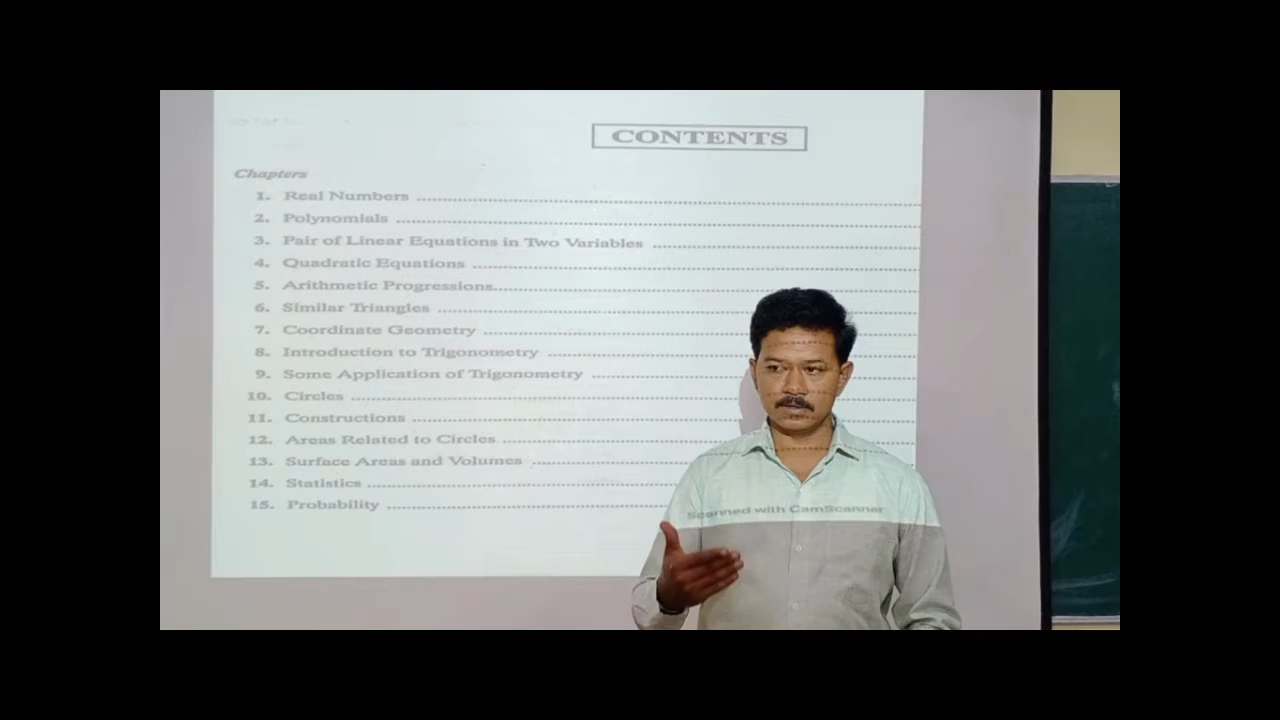 CONTENTS
Chapters
1. Real Numbers ................................................
2. Polynomials ................................................
3. Pair of Linear Equations in Two Variables ................................................
4. Quadratic Equations ................................................
5. Arithmetic Progressions................................................
6. Similar Triangles ................................................
7. Coordinate Geometry ................................................
8. Introduction to Trigonometry ................................................
9. Some Application of Trigonometry ................................................
10. Circles ................................................
11. Constructions ................................................
12. Areas Related to Circles ................................................
13. Surface Areas and Volumes ................................................
14. Statistics ................................................
15. Probability ................................................
Scanned with CamScanner